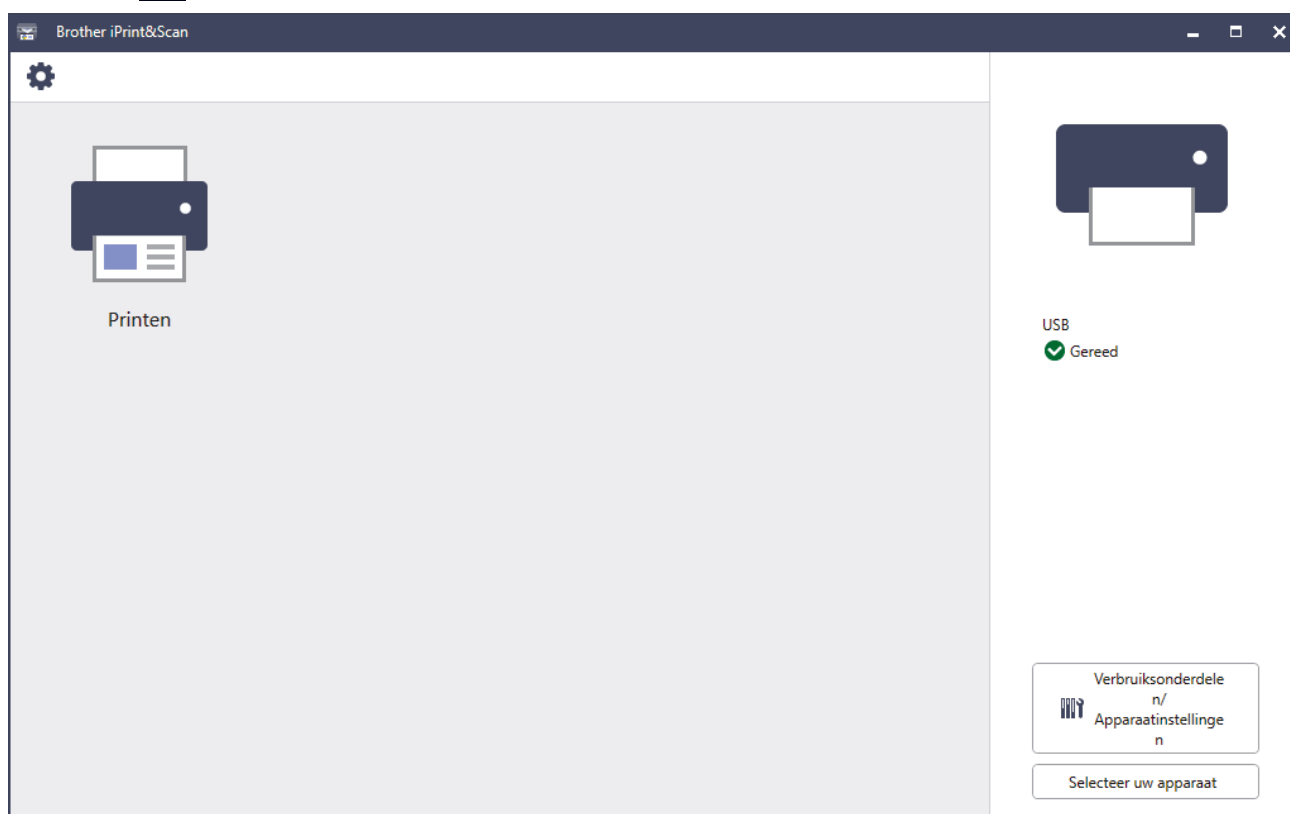 Brother iPrint&Scan
Printen
USB
Gereed
Verbruiksonderdele
n/
Apparaatinstellinge
n
Selecteer uw apparaat